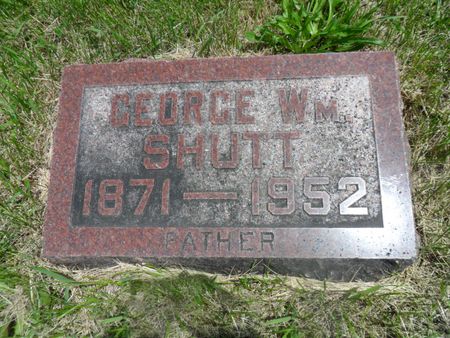 GEORGE WM.
SHUTT
1871 — 1952
FATHER